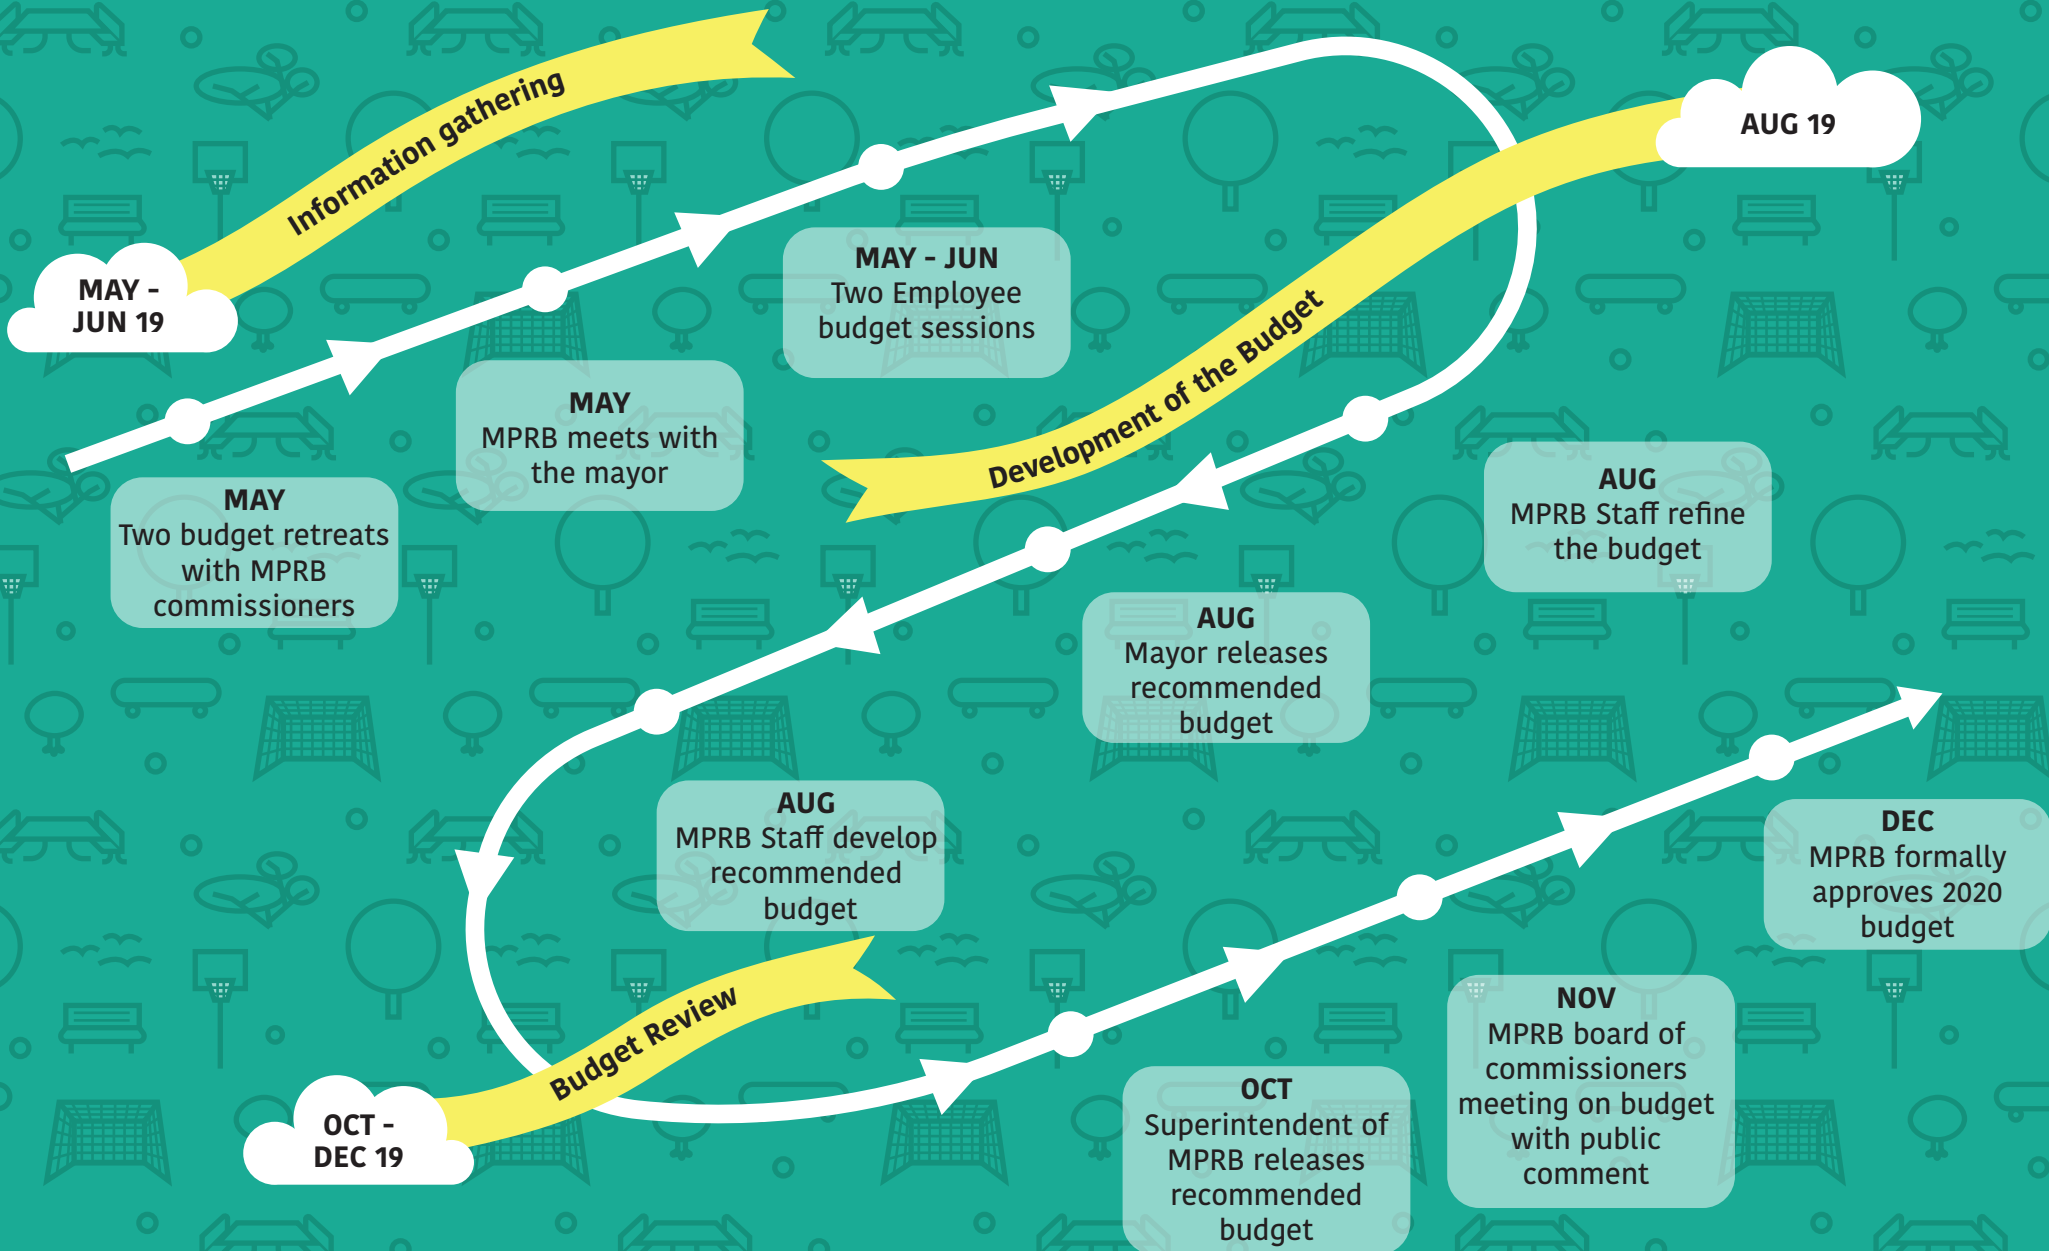 Information gathering
MAY -
JUN 19
MAY
Two budget retreats
with MPRB
commissioners
MAY
MPRB meets with
the mayor
MAY - JUN
Two Employee
budget sessions
AUG 19
Development of the Budget
AUG
MPRB Staff refine
the budget
AUG
Mayor releases
recommended
budget
AUG
MPRB Staff develop
recommended
budget
Budget Review
OCT -
DEC 19
OCT
Superintendent of
MPRB releases
recommended
budget
NOV
MPRB board of
commissioners
meeting on budget
with public
comment
DEC
MPRB formally
approves 2020
budget